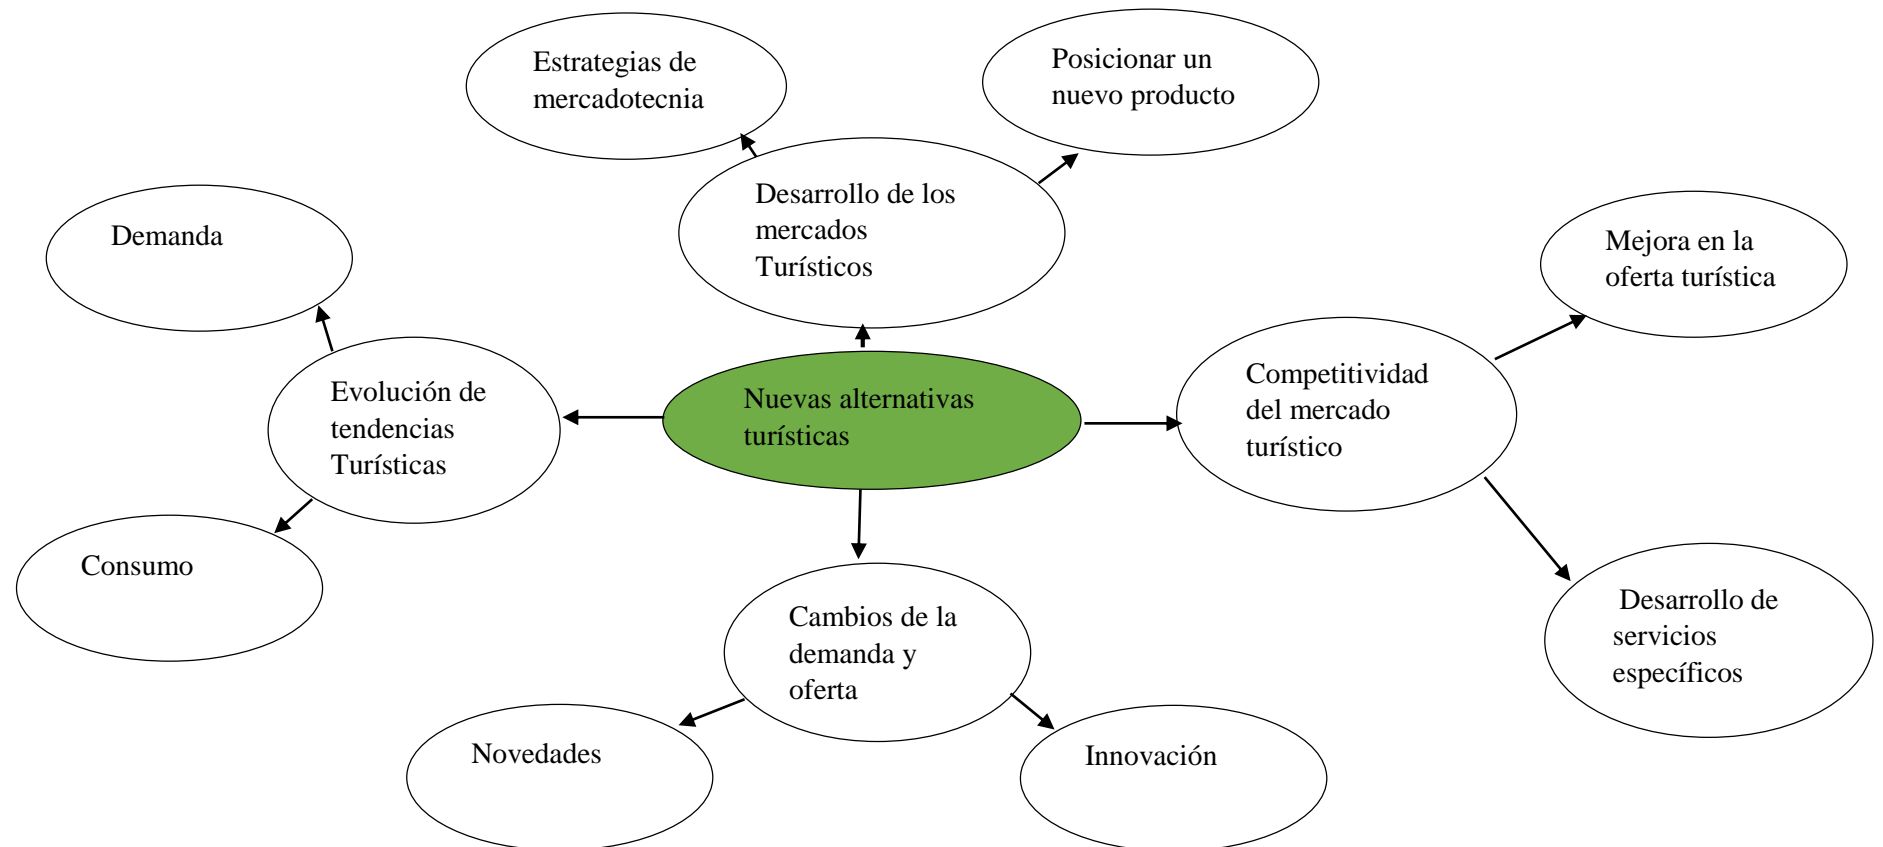 Estrategias de
mercadotecnia
Posicionar un
nuevo producto
Desarrollo de los
mercados
Turísticos
Demanda
Mejora en la
oferta turística
Evolución de
tendencias
Turísticas
Nuevas alternativas
turísticas
Competitividad
del mercado
turístico
Consumo
Cambios de la
demanda y
oferta
Desarrollo de
servicios
específicos
Novedades
Innovación